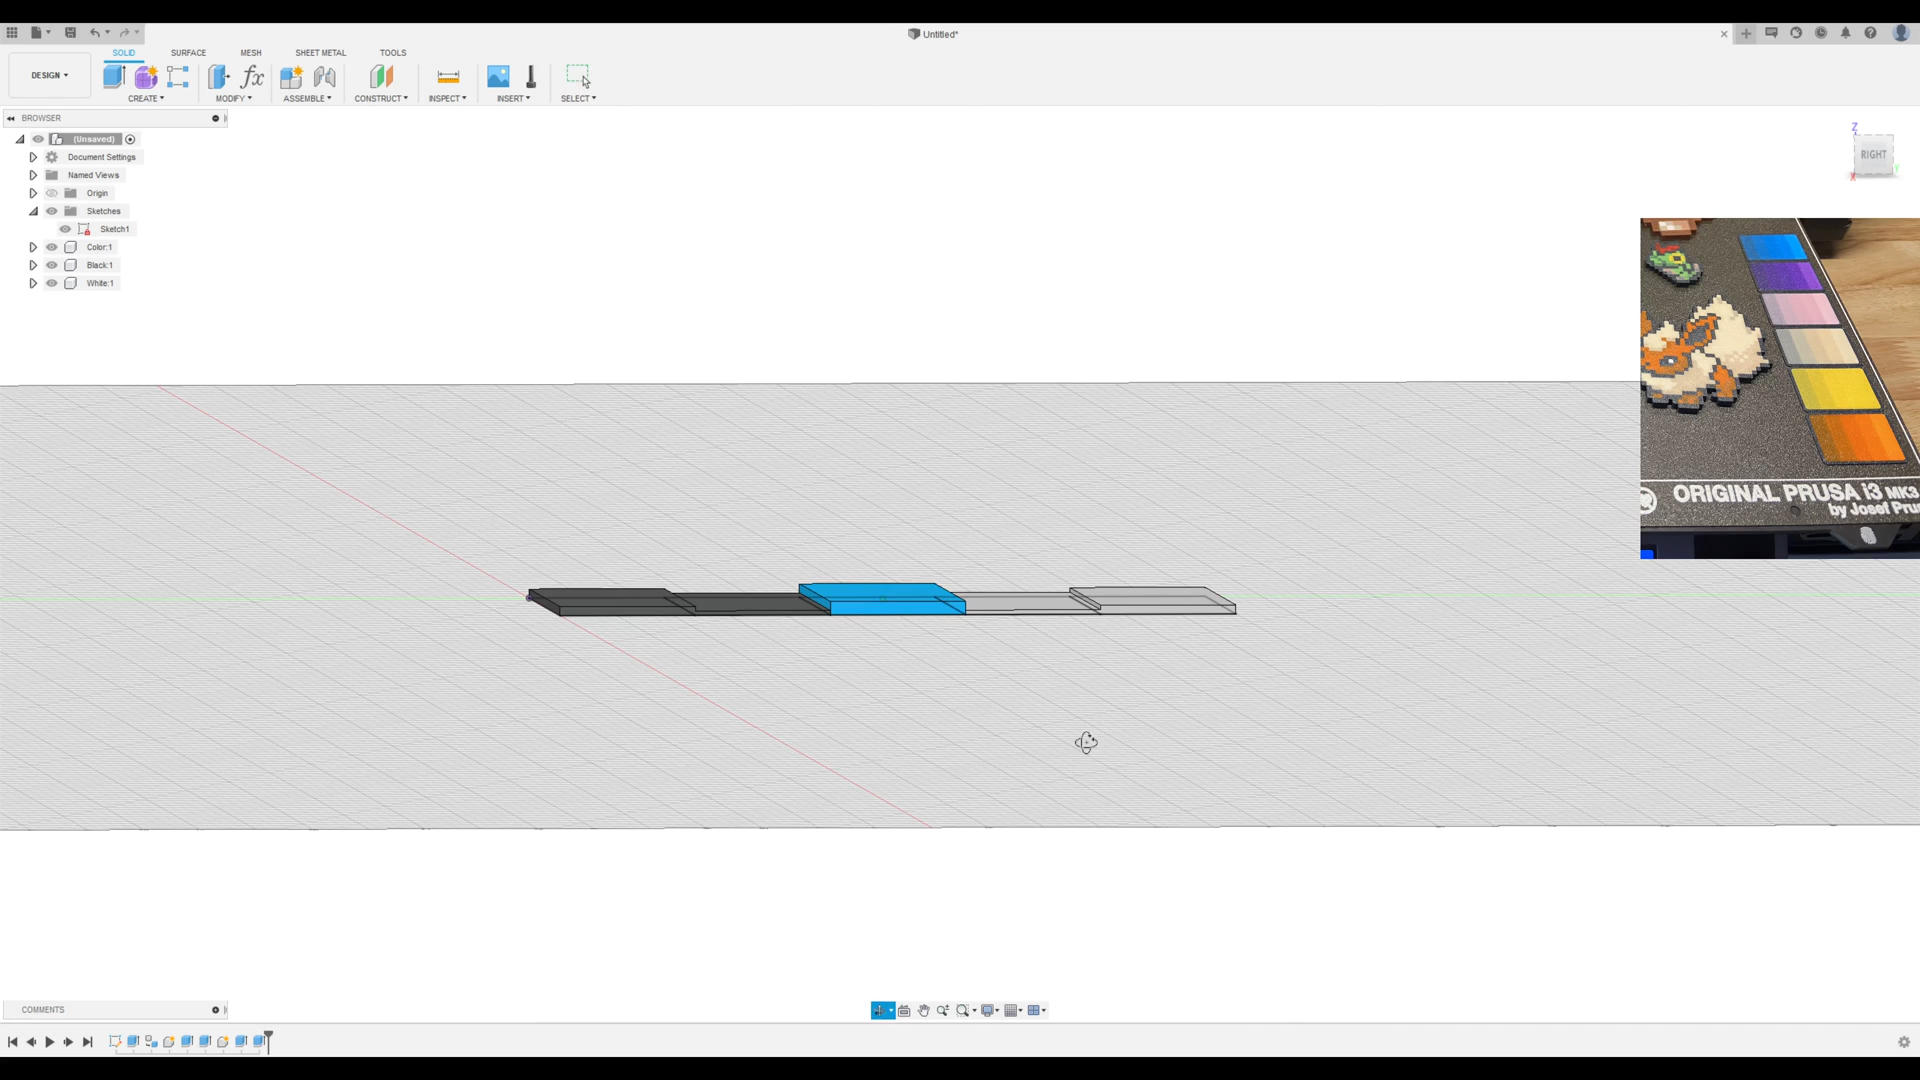 Untitled*
SOLID SURFACE MESH SHEET METAL TOOLS
DESIGN
CREATE MODIFY ASSEMBLE CONSTRUCT INSPECT INSERT SELECT
BROWSER
(Unsaved)
Document Settings
Named Views
Origin
Sketches
Sketch1
Color:1
Black:1
White:1
Z
RIGHT
X
Y
ORIGINAL PRUSA i3 MK3
by Josef Prus
COMMENTS